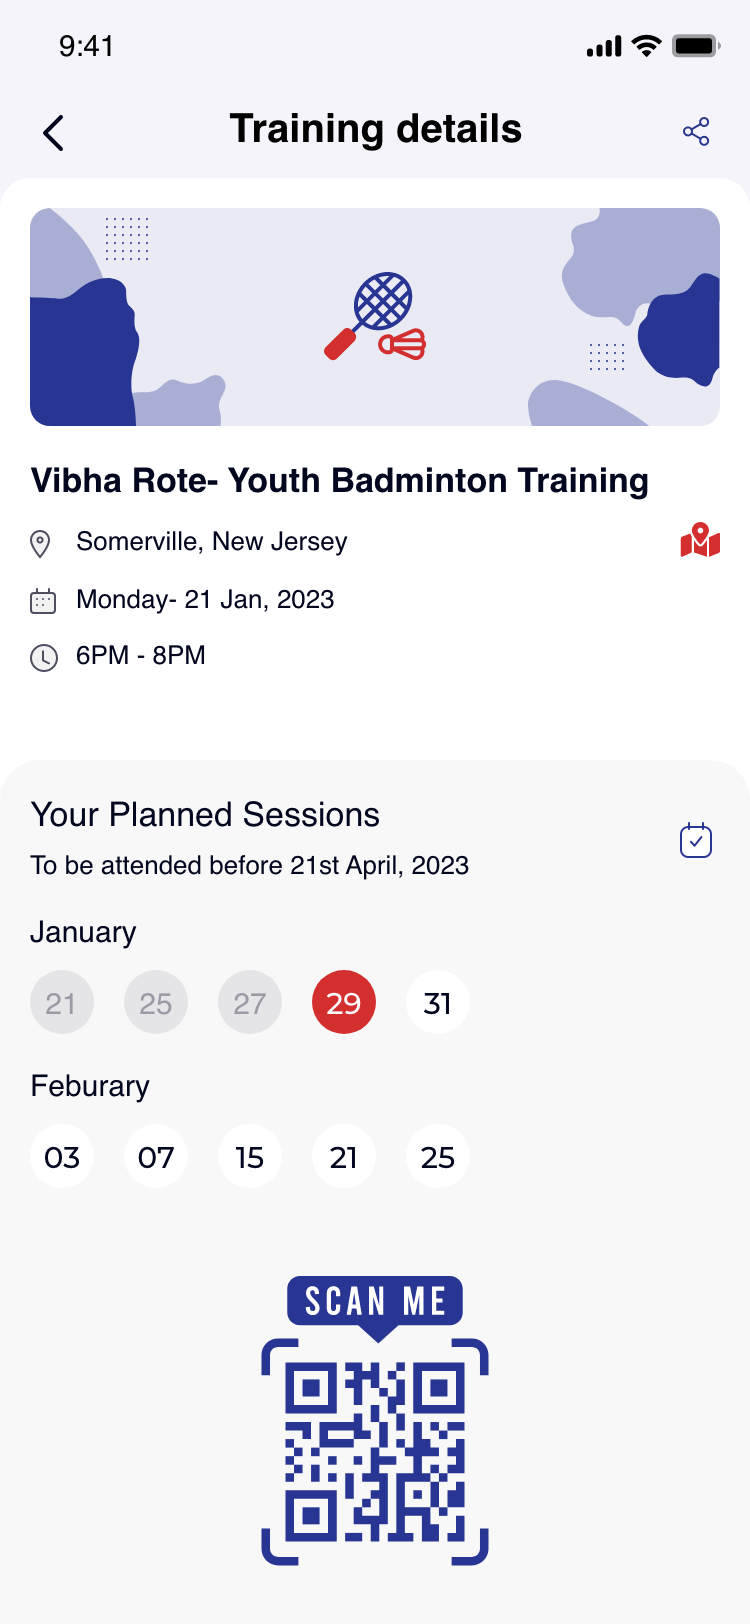 9:41
Training details
Vibha Rote- Youth Badminton Training
Somerville, New Jersey
Monday- 21 Jan, 2023
6PM - 8PM
Your Planned Sessions
To be attended before 21st April, 2023
January
21 25 27 29 31
Feburary
03 07 15 21 25
SCAN ME